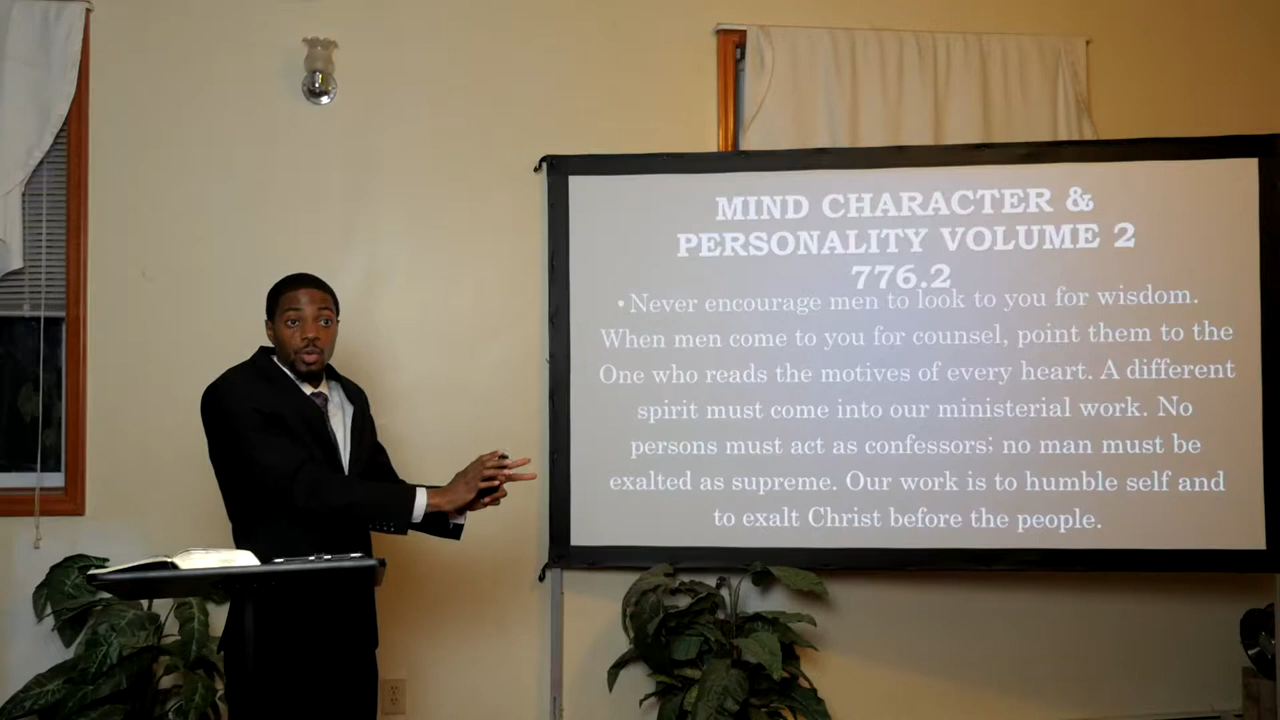 MIND CHARACTER &
PERSONALITY VOLUME 2
776.2
• Never encourage men to look to you for wisdom.
When men come to you for counsel, point them to the
One who reads the motives of every heart. A different
spirit must come into our ministerial work. No
persons must act as confessors; no man must be
exalted as supreme. Our work is to humble self and
to exalt Christ before the people.